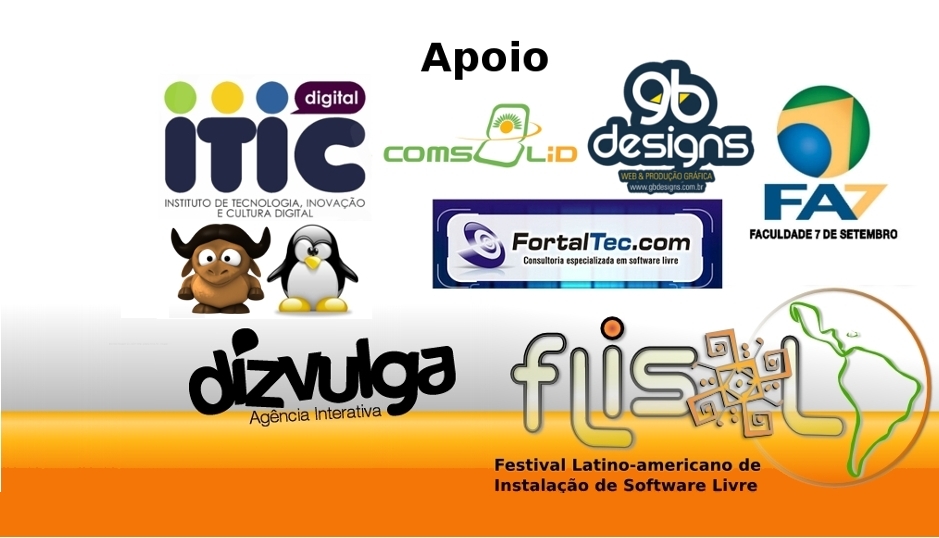 Apoio
digital
iTiC
INSTITUTO DE TECNOLOGIA, INOVAÇÃO
E CULTURA DIGITAL
COMSOLiD
gb
designs
WEB & PRODUÇÃO GRÁFICA
www.gbdesigns.com.br
FA7
FACULDADE 7 DE SETEMBRO
FortalTec.com
Consultoria especializada em software livre
dizvulga
Agência Interativa
flisol
Festival Latino-americano de
Instalação de Software Livre